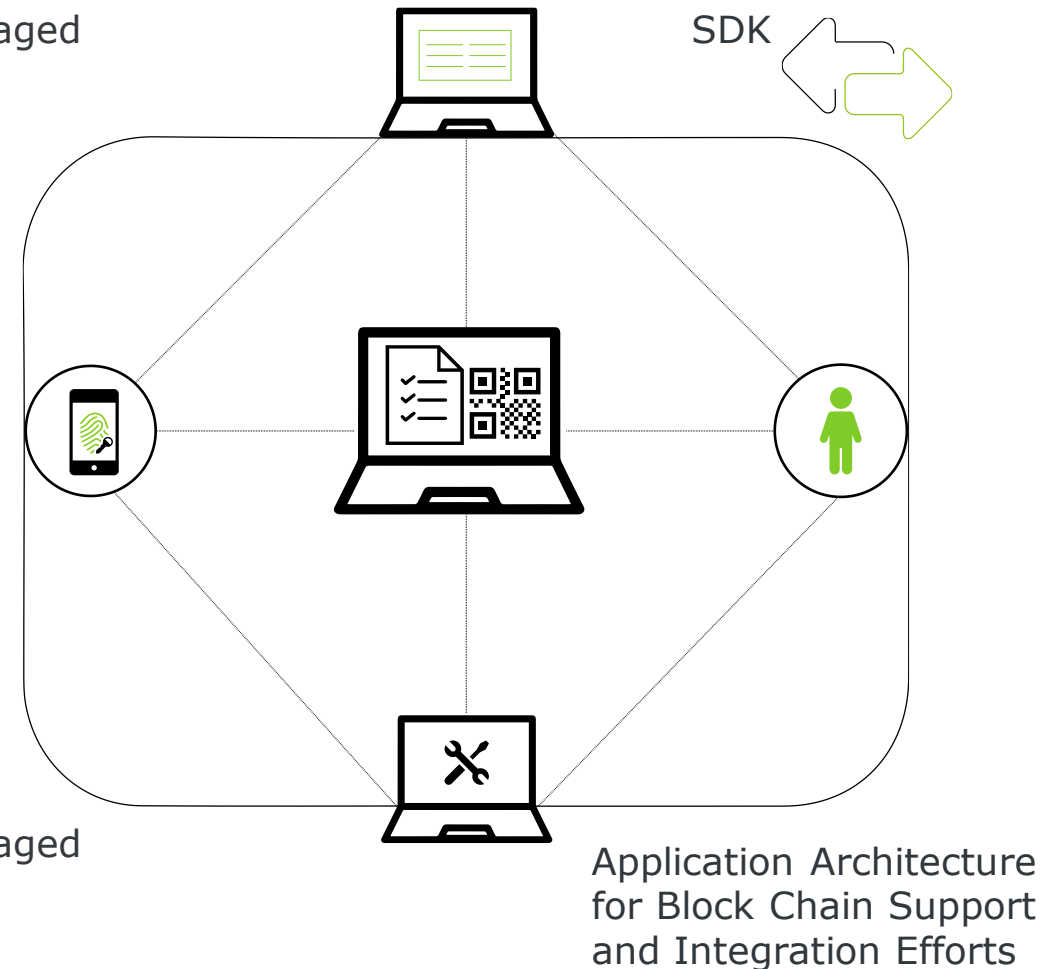 aged
SDK
aged
Application Architecture
for Block Chain Support
and Integration Efforts